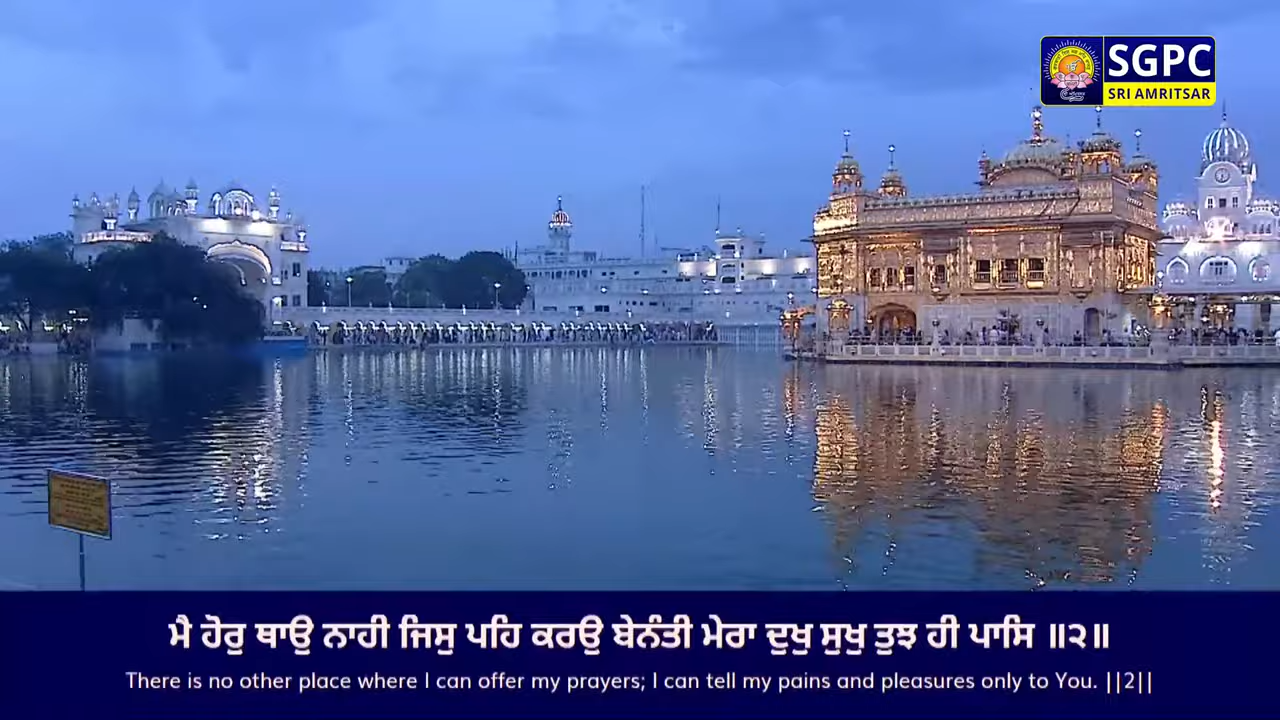 SGPC
SRI AMRITSAR
ਮੈ ਹੋਰੁ ਥਾਉ ਨਾਹੀ ਜਿਸੁ ਪਹਿ ਕਰਉ ਬੇਨੰਤੀ ਮੇਰਾ ਦੁਖੁ ਸੁਖੁ ਤੁਝ ਹੀ ਪਾਸਿ ॥੨॥
There is no other place where I can offer my prayers; I can tell my pains and pleasures only to You. ||2||